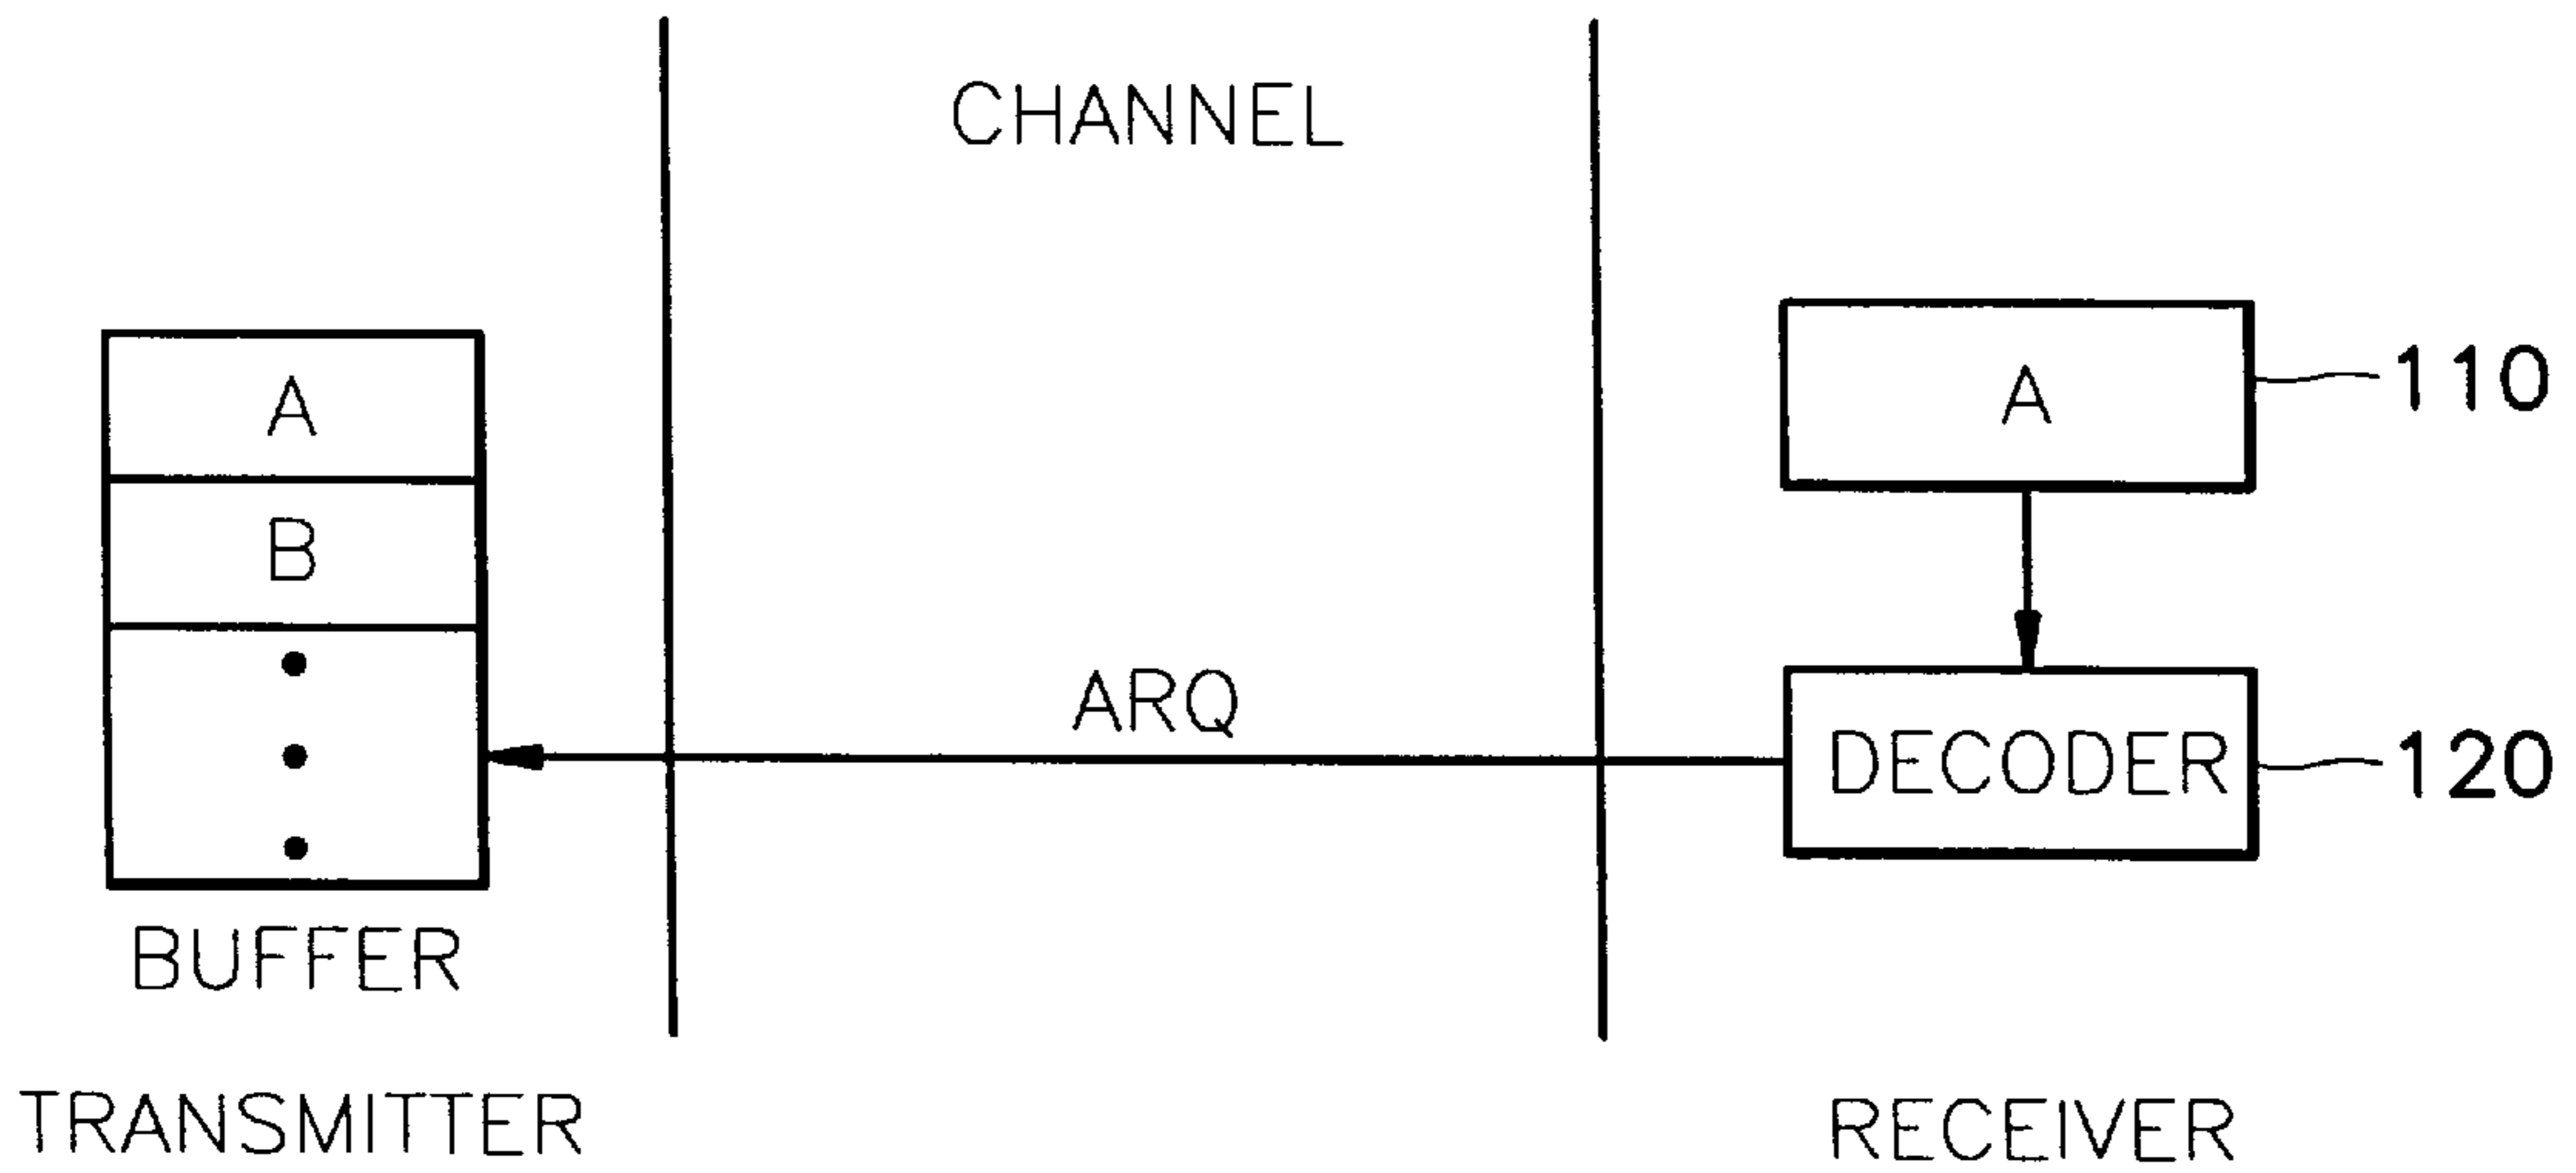 CHANNEL
A
B
BUFFER
TRANSMITTER
ARQ
A
110
DECODER
120
RECEIVER